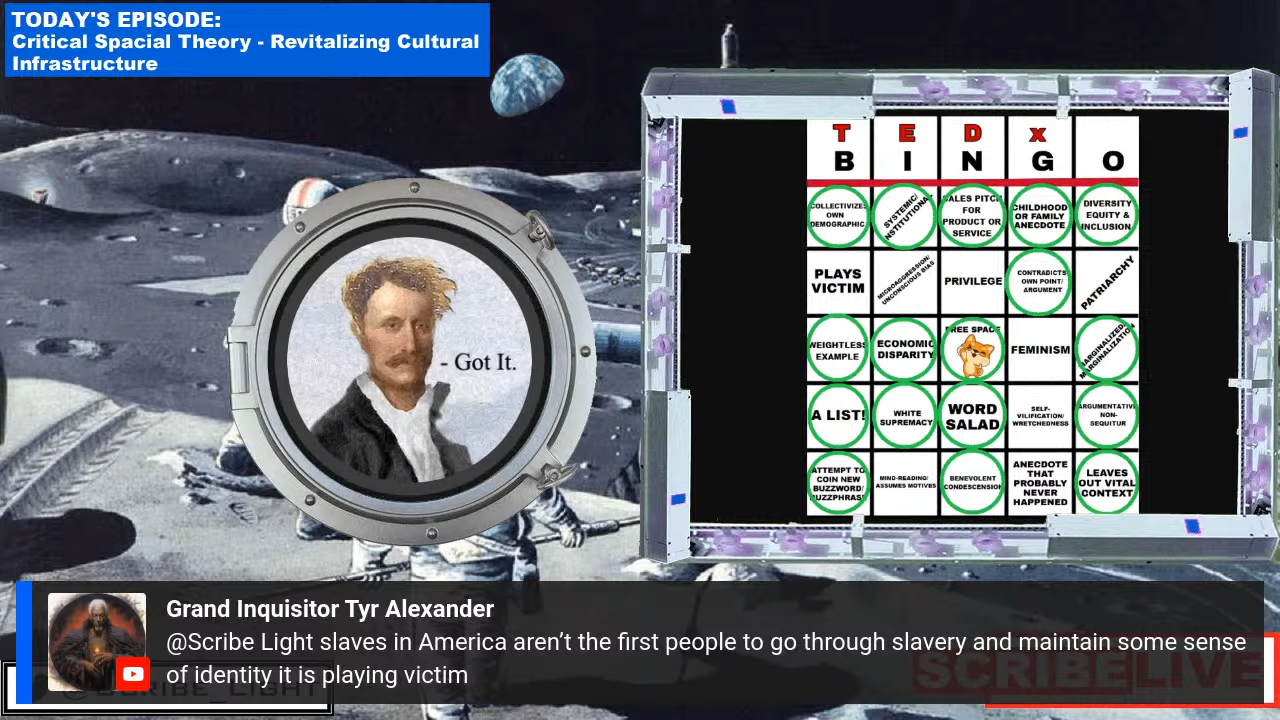 TODAY'S EPISODE:
Critical Spacial Theory - Revitalizing Cultural
Infrastructure
T E D x
B I N G O
COLLECTIVIZES
OWN
DEMOGRAPHIC
SYSTEMIC/
INSTITUTIONAL
SALES PITCH
FOR
PRODUCT OR
SERVICE
CHILDHOOD
OR FAMILY
ANECDOTE
DIVERSITY
EQUITY &
INCLUSION
PLAYS
VICTIM
MICROAGGRESSION/
UNCONSCIOUS BIAS
PRIVILEGE
CONTRADICTS
OWN POINT/
ARGUMENT
PATRIARCHY
WEIGHTLESS
EXAMPLE
ECONOMIC
DISPARITY
FREE SPACE
FEMINISM
MARGINALIZED/
MARGINALIZATION
A LIST!
WHITE
SUPREMACY
WORD
SALAD
SELF-
VILIFICATION/
WRETCHEDNESS
ARGUMENTATIVE
NON-
SEQUITUR
ATTEMPT TO
COIN NEW
BUZZWORD/
BUZZPHRASE
MIND-READING/
ASSUMES MOTIVES
BENEVOLENT
CONDESCENSION
ANECDOTE
THAT
PROBABLY
NEVER
HAPPENED
LEAVES
OUT VITAL
CONTEXT
- Got It.
Grand Inquisitor Tyr Alexander
@Scribe Light slaves in America aren’t the first people to go through slavery and maintain some sense
of identity it is playing victim
@SCRIBE_LIGHT
SCRIBELIVE